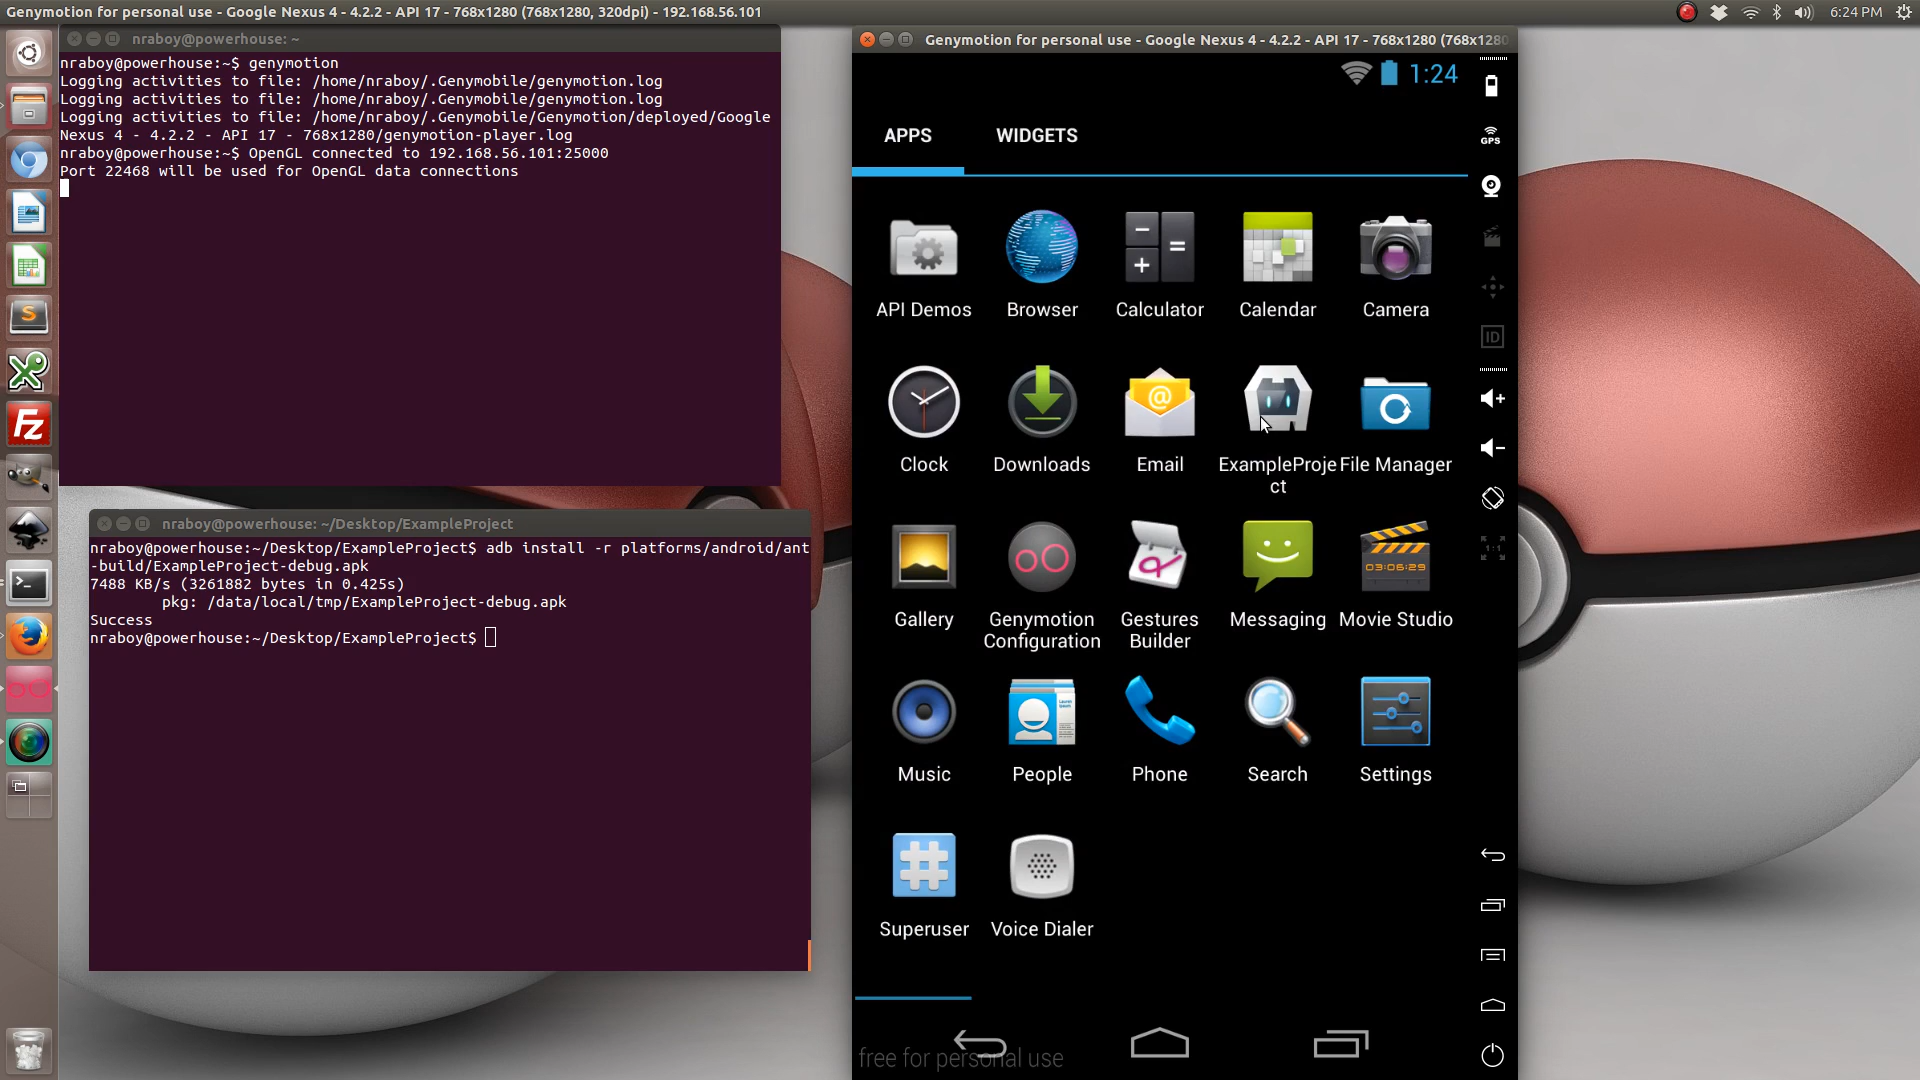 Genymotion for personal use - Google Nexus 4 - 4.2.2 - API 17 - 768x1280 (768x1280, 320dpi) - 192.168.56.101
6:24 PM
nraboy@powerhouse: ~
nraboy@powerhouse:~$ genymotion
Logging activities to file: /home/nraboy/.Genymobile/genymotion.log
Logging activities to file: /home/nraboy/.Genymobile/genymotion.log
Logging activities to file: /home/nraboy/.Genymobile/Genymotion/deployed/Google
Nexus 4 - 4.2.2 - API 17 - 768x1280/genymotion-player.log
nraboy@powerhouse:~$ OpenGL connected to 192.168.56.101:25000
Port 22468 will be used for OpenGL data connections
nraboy@powerhouse: ~/Desktop/ExampleProject
nraboy@powerhouse:~/Desktop/ExampleProject$ adb install -r platforms/android/ant
-build/ExampleProject-debug.apk
7488 KB/s (3261882 bytes in 0.425s)
pkg: /data/local/tmp/ExampleProject-debug.apk
Success
nraboy@powerhouse:~/Desktop/ExampleProject$
Genymotion for personal use - Google Nexus 4 - 4.2.2 - API 17 - 768x1280 (768x1280
1:24
GPS
ID
1:1
APPS WIDGETS
API Demos Browser Calculator Calendar Camera
Clock Downloads Email ExampleProje File Manager
ct
03:06:29
Gallery Genymotion Gestures Messaging Movie Studio
Configuration Builder
Music People Phone Search Settings
Superuser Voice Dialer
free for personal use